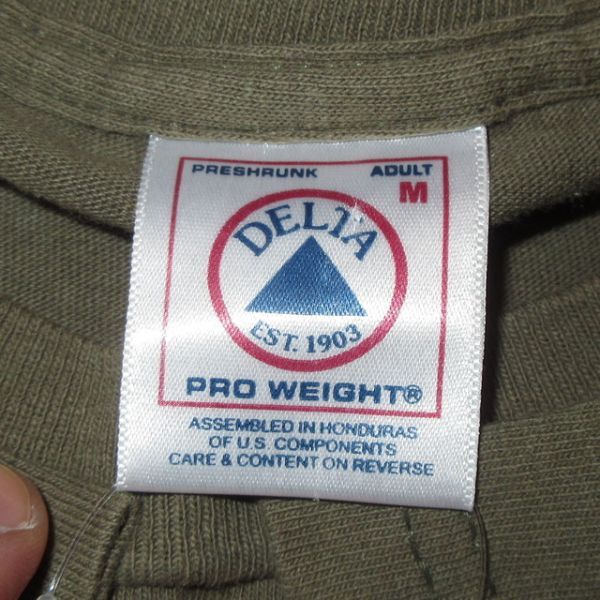 PRESHRUNK ADULT
M
DELTA
EST. 1903
PRO WEIGHT®
ASSEMBLED IN HONDURAS
OF U.S. COMPONENTS
CARE & CONTENT ON REVERSE